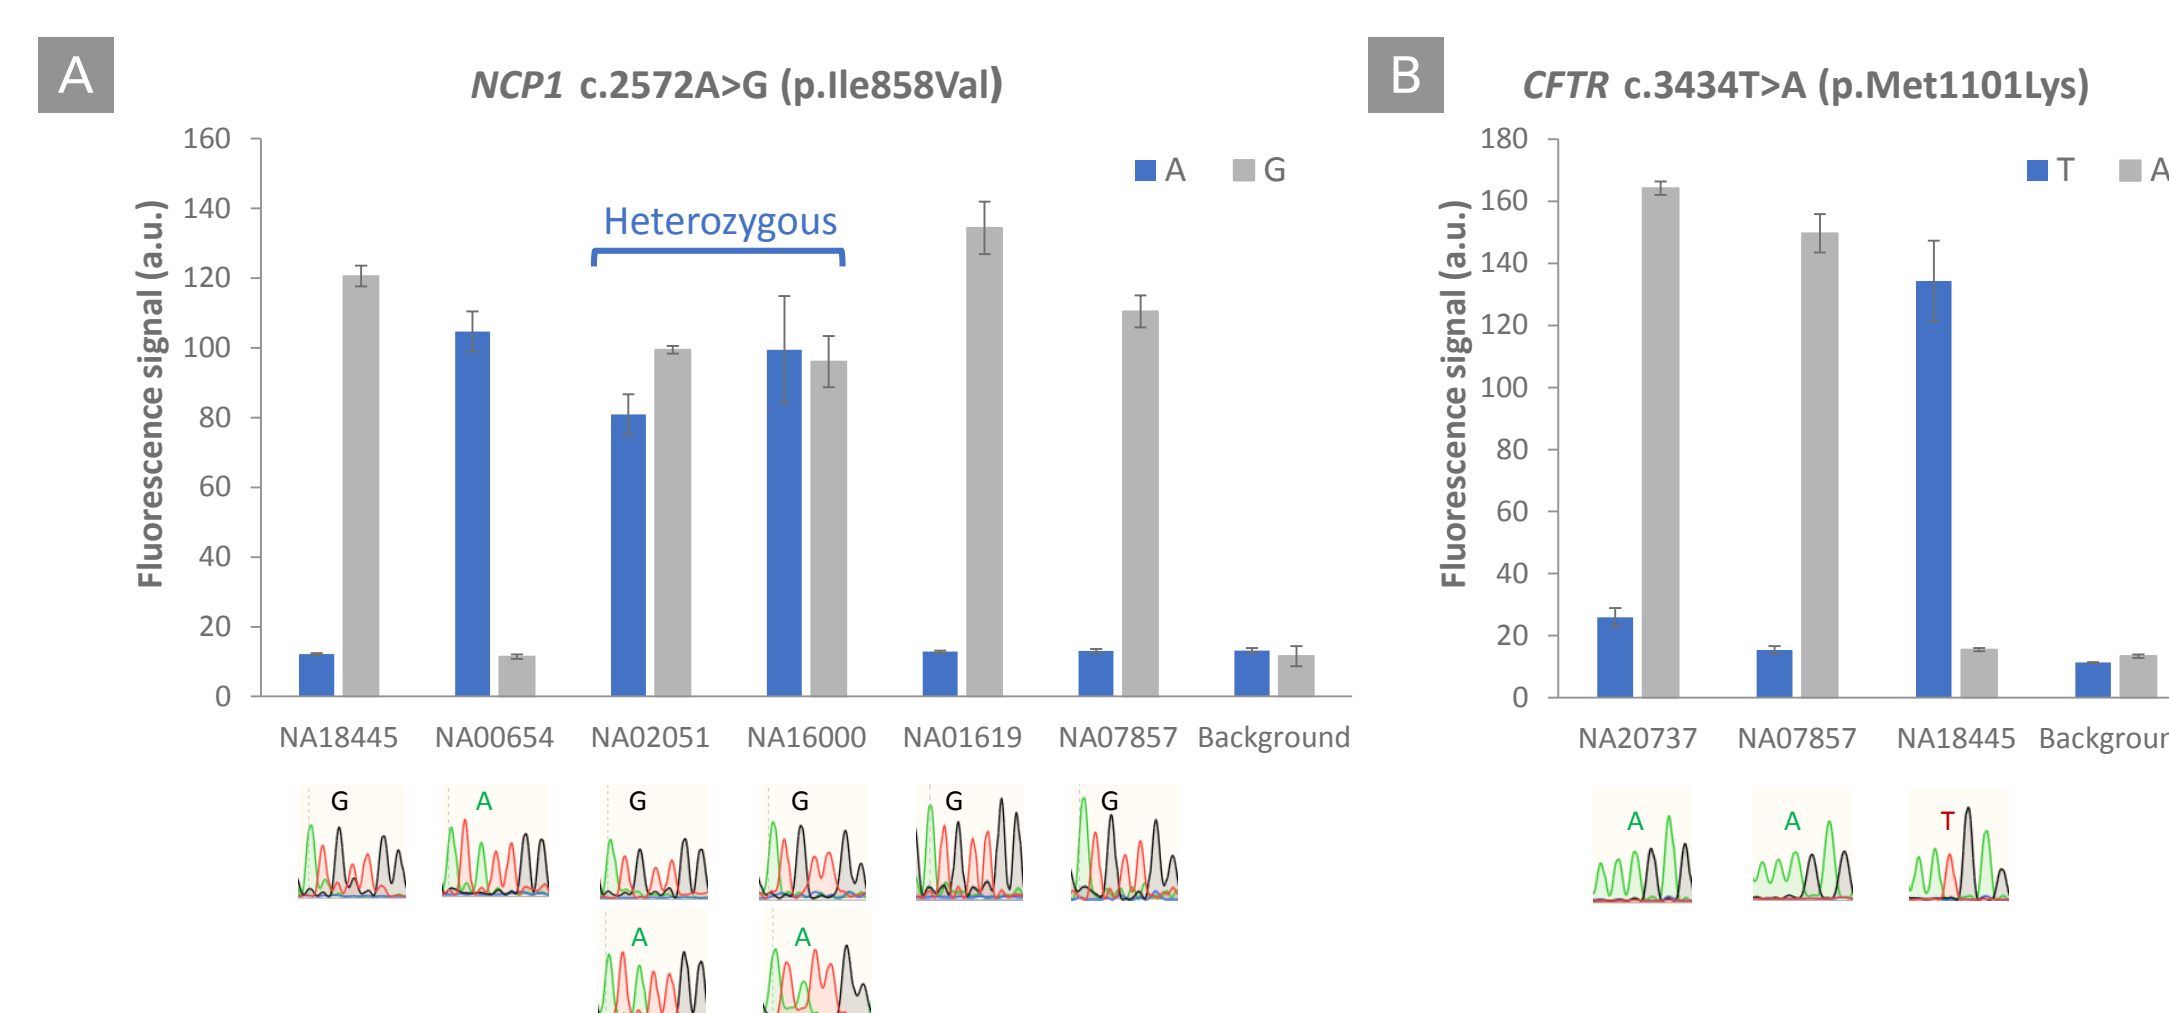 A
NCP1 c.2572A>G (p.Ile858Val)
160
140
120
100
80
60
40
20
0
Fluorescence signal (a.u.)
A G
Heterozygous
NA18445 NA00654 NA02051 NA16000 NA01619 NA07857 Background
G A G G G G
A A
B
CFTR c.3434T>A (p.Met1101Lys)
180
160
140
120
100
80
60
40
20
0
Fluorescence signal (a.u.)
T A
NA20737 NA07857 NA18445 Backgroun
A A T